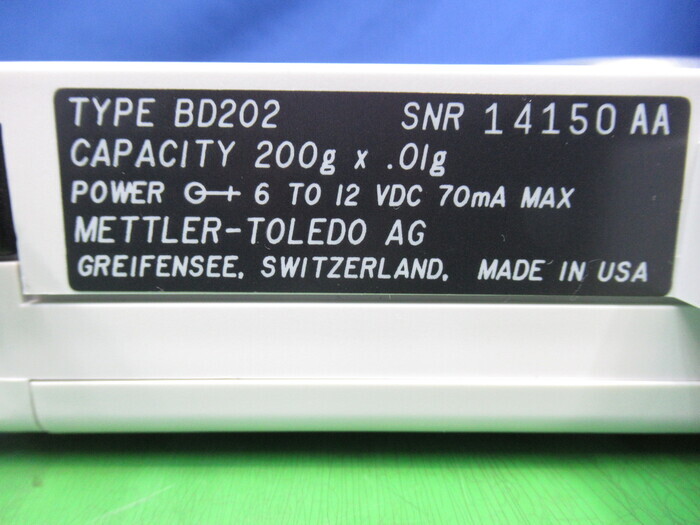 TYPE BD202 SNR 14150 AA
CAPACITY 200g x .01g
POWER 6 TO 12 VDC 70mA MAX
METTLER-TOLEDO AG
GREIFENSEE, SWITZERLAND. MADE IN USA